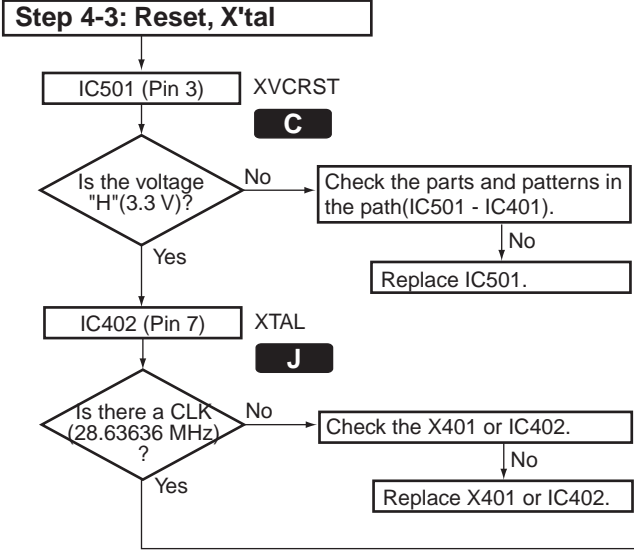 Step 4-3: Reset, X'tal
IC501 (Pin 3)
XVCRST
C
Is the voltage
"H"(3.3 V)?
No
Check the parts and patterns in
the path(IC501 - IC401).
No
Replace IC501.
Yes
IC402 (Pin 7)
XTAL
J
Is there a CLK
(28.63636 MHz)
?
No
Check the X401 or IC402.
No
Replace X401 or IC402.
Yes